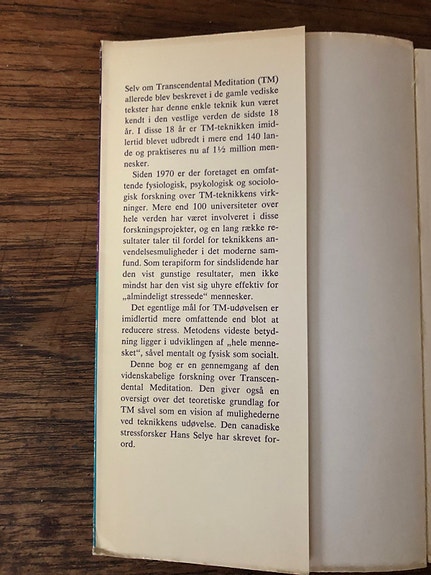 Selv om Transcendental Meditation (TM)
allerede blev beskrevet i de gamle vediske
tekster har denne enkle teknik kun været
kendt i den vestlige verden de sidste 18
år. I disse 18 år er TM-teknikken imid-
lertid blevet udbredt i mere end 140 lan-
de og praktiseres nu af 1½ million men-
nesker.
Siden 1970 er der foretaget en omfat-
tende fysiologisk, psykologisk og sociolo-
gisk forskning over TM-teknikkens virk-
ninger. Mere end 100 universiteter over
hele verden har været involveret i disse
forskningsprojekter, og en lang række re-
sultater taler til fordel for teknikkens an-
vendelsesmuligheder i det moderne sam-
fund. Som terapiform for sindslidende har
den vist gunstige resultater, men ikke
mindst har den vist sig uhyre effektiv for
„almindeligt stressede“ mennesker.
Det egentlige mål for TM-udøvelsen er
imidlertid mere omfattende end blot at
reducere stress. Metodens videste betyd-
ning ligger i udviklingen af „hele menne-
sket“, såvel mentalt og fysisk som socialt.
Denne bog er en gennemgang af den
videnskabelige forskning over Transcen-
dental Meditation. Den giver også en
oversigt over det teoretiske grundlag for
TM såvel som en vision af mulighederne
ved teknikkens udøvelse. Den canadiske
stressforsker Hans Selye har skrevet for-
ord.